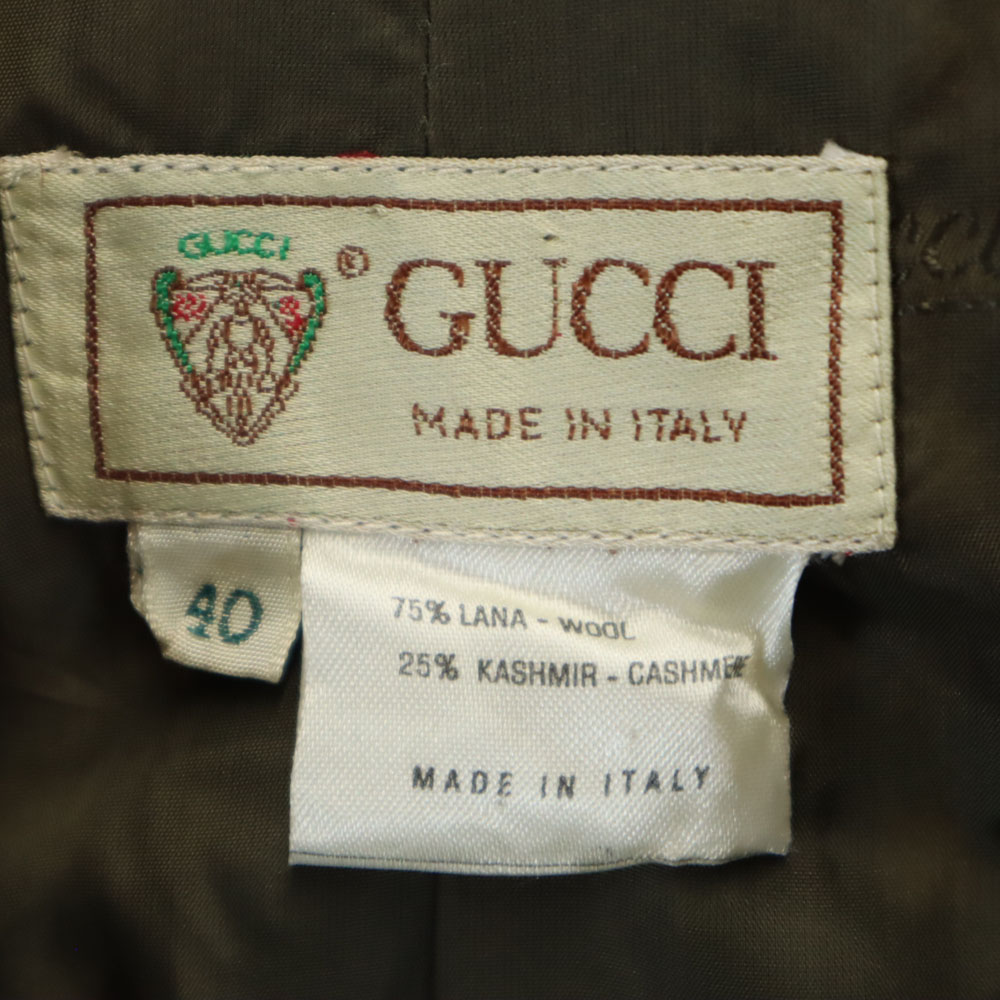 GUCCI
® GUCCI
MADE IN ITALY
40
75% LANA - WOOL
25% KASHMIR - CASHMERE
MADE IN ITALY